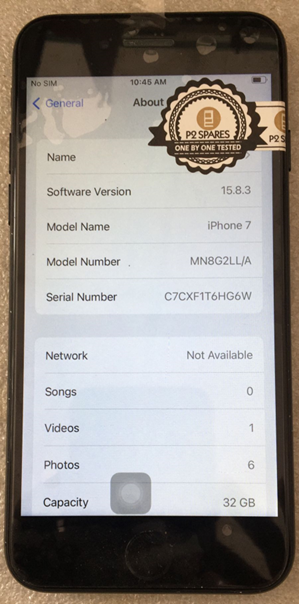 No SIM 10:45 AM
General About
P2 SPARES
ONE BY ONE TESTED
P2 S
Name
Software Version 15.8.3
Model Name iPhone 7
Model Number MN8G2LL/A
Serial Number C7CXF1T6HG6W
Network Not Available
Songs 0
Videos 1
Photos 6
Capacity 32 GB